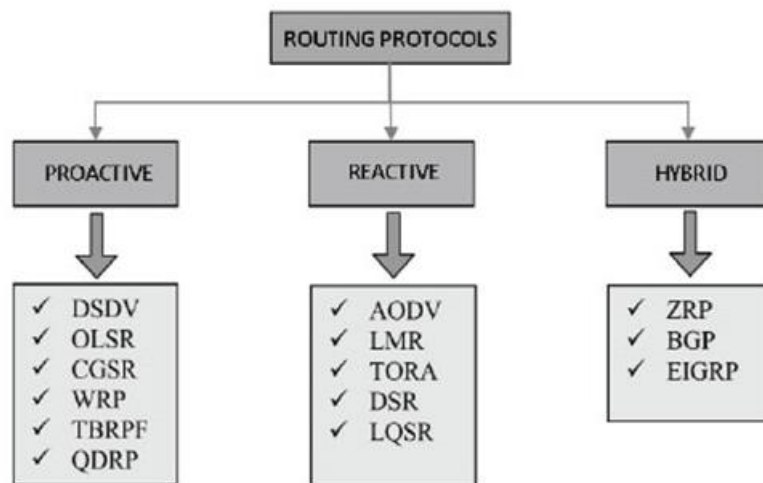 ROUTING PROTOCOLS
PROACTIVE
REACTIVE
HYBRID
✓ DSDV
✓ OLSR
✓ CGSR
✓ WRP
✓ TBRPF
✓ QDRP
✓ AODV
✓ LMR
✓ TORA
✓ DSR
✓ LQSR
✓ ZRP
✓ BGP
✓ EIGRP